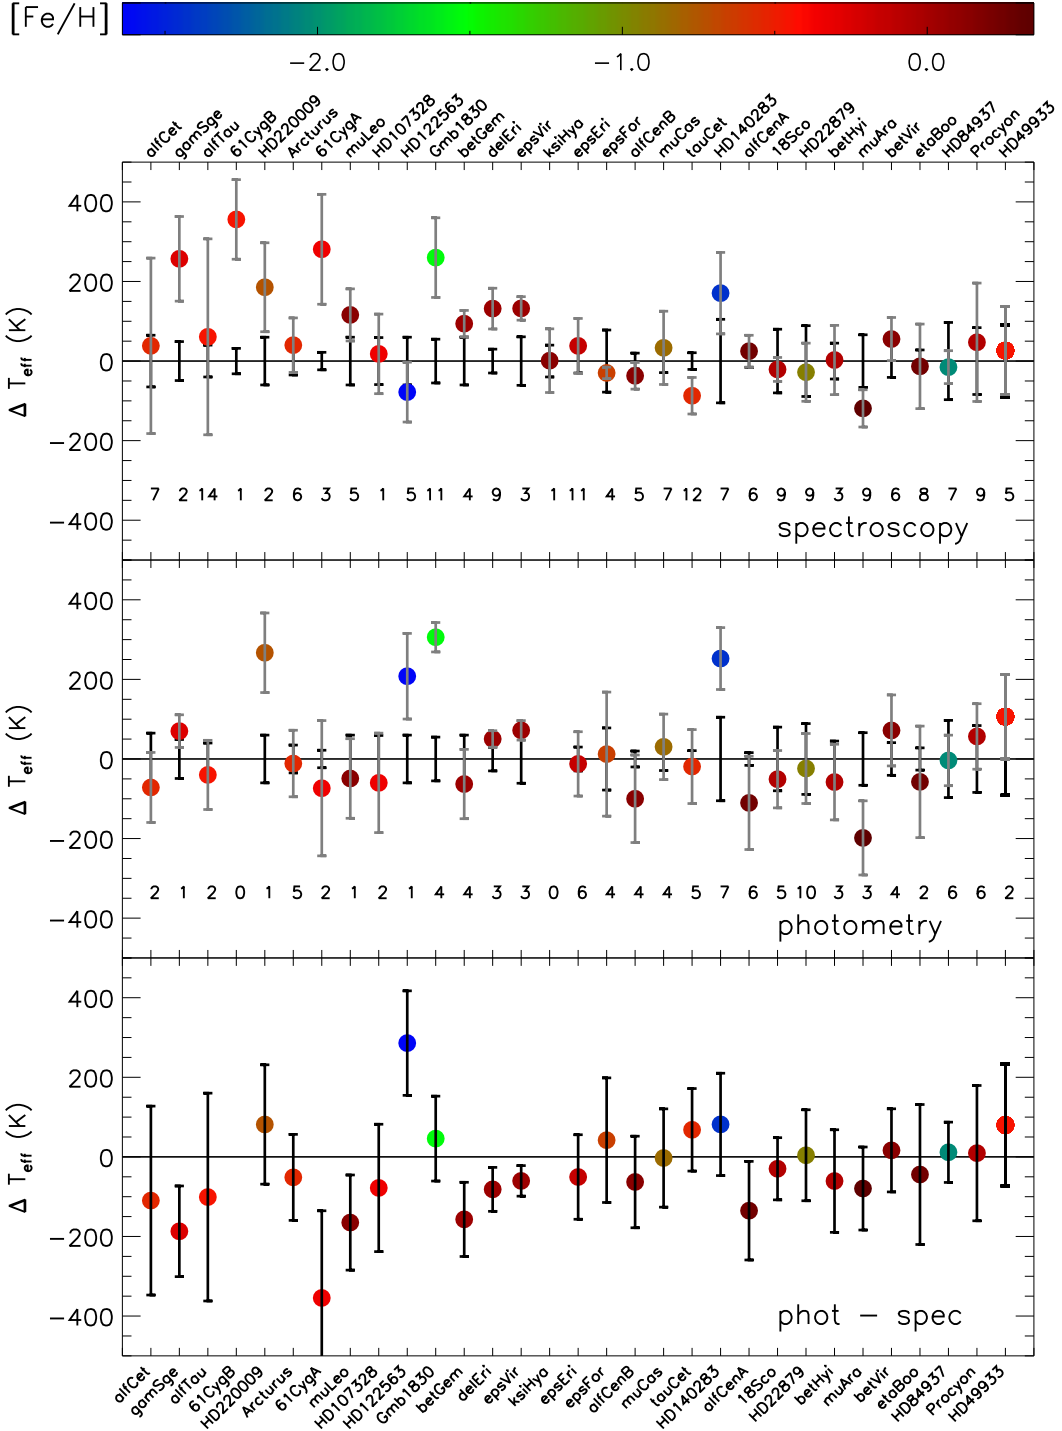 [Fe/H]
-2.0 -1.0 0.0
alfCet gamSge alfTau 61CygB HD220009 Arcturus 61CygA muLeo HD107328 HD122563 Gmb1830 betGem delEri epsVir ksiHya epsEri epsFor alfCenB muCas tauCet HD140283 alfCenA 18Sco HD22879 betHyi muAra betVir etaBoo HD84937 Procyon HD49933
400
200
0
-200
-400
Δ Teff (K)
7 2 14 1 2 6 3 5 1 5 11 4 9 3 1 11 4 5 7 12 7 6 9 9 3 9 6 8 7 9 5
spectroscopy
400
200
0
-200
-400
Δ Teff (K)
2 1 2 0 1 5 2 1 2 1 4 4 3 3 0 6 4 4 4 5 7 6 5 10 3 3 4 2 6 6 2
photometry
400
200
0
-200
-400
Δ Teff (K)
phot - spec
alfCet gamSge alfTau 61CygB HD220009 Arcturus 61CygA muLeo HD107328 HD122563 Gmb1830 betGem delEri epsVir ksiHya epsEri epsFor alfCenB muCas tauCet HD140283 alfCenA 18Sco HD22879 betHyi muAra betVir etaBoo HD84937 Procyon HD49933